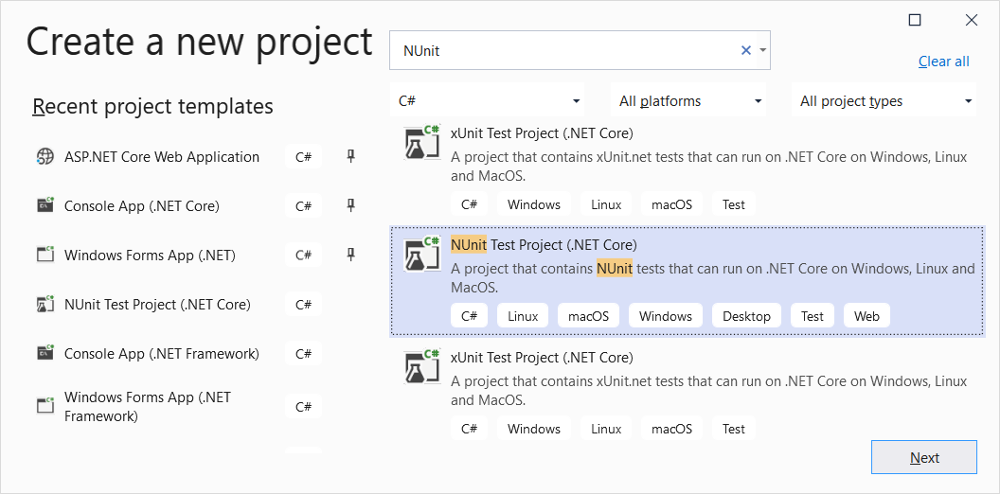 Create a new project
NUnit
Clear all
Recent project templates
C#
All platforms
All project types
ASP.NET Core Web Application
C#
Console App (.NET Core)
C#
Windows Forms App (.NET)
C#
NUnit Test Project (.NET Core)
C#
Console App (.NET Framework)
C#
Windows Forms App (.NET
Framework)
C#
C#
xUnit Test Project (.NET Core)
A project that contains xUnit.net tests that can run on .NET Core on Windows, Linux
and MacOS.
C# Windows Linux macOS Test
C#
NUnit Test Project (.NET Core)
A project that contains NUnit tests that can run on .NET Core on Windows, Linux and
MacOS.
C# Linux macOS Windows Desktop Test Web
C#
xUnit Test Project (.NET Core)
A project that contains xUnit.net tests that can run on .NET Core on Windows, Linux
and MacOS.
C# Windows Linux macOS Test
Next